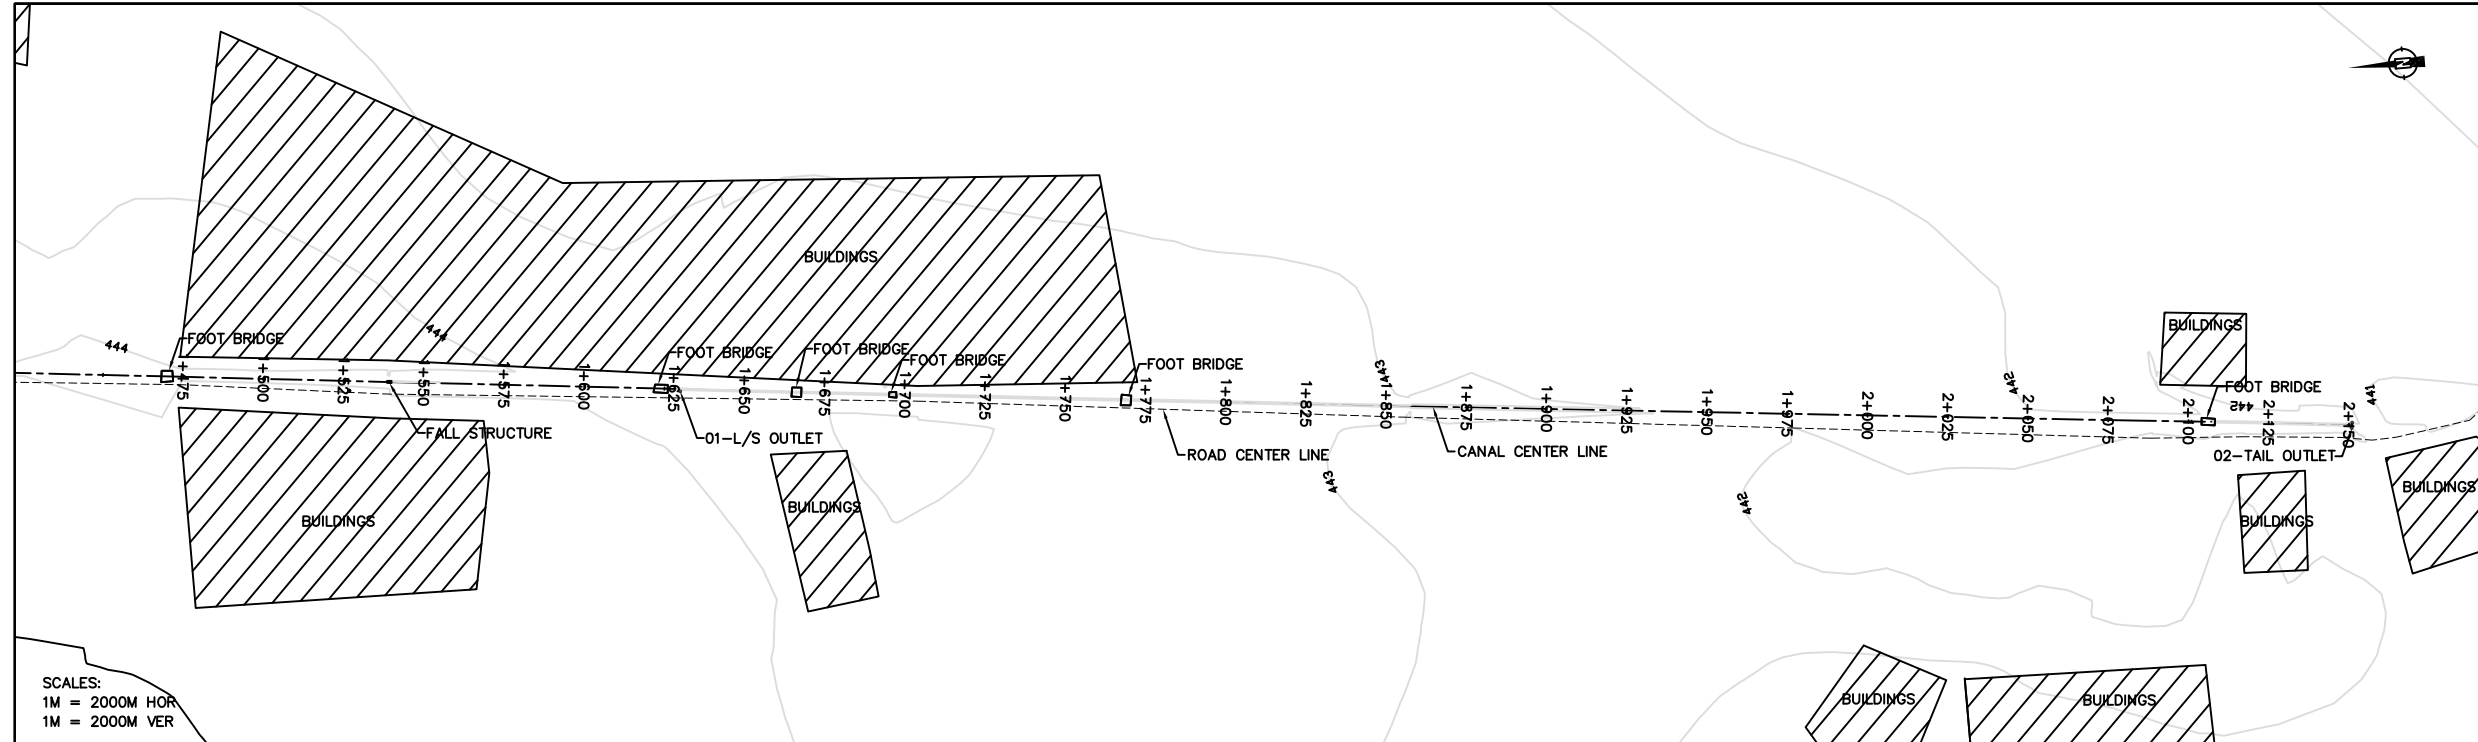 BUILDINGS
BUILDINGS
FOOT BRIDGE
444
444
FOOT BRIDGE
FOOT BRIDGE
FOOT BRIDGE
FOOT BRIDGE
443
442
442
441
FOOT BRIDGE
1+475
1+500
1+525
1+550
1+575
1+600
1+625
1+650
1+675
1+700
1+725
1+750
1+775
1+800
1+825
1+850
1+875
1+900
1+925
1+950
1+975
2+000
2+025
2+050
2+075
2+100
2+125
2+150
FALL STRUCTURE
01-L/S OUTLET
ROAD CENTER LINE
CANAL CENTER LINE
02-TAIL OUTLET
443
442
BUILDINGS
BUILDINGS
BUILDINGS
BUILDINGS
BUILDINGS
BUILDINGS
SCALES:
1M = 2000M HOR
1M = 2000M VER